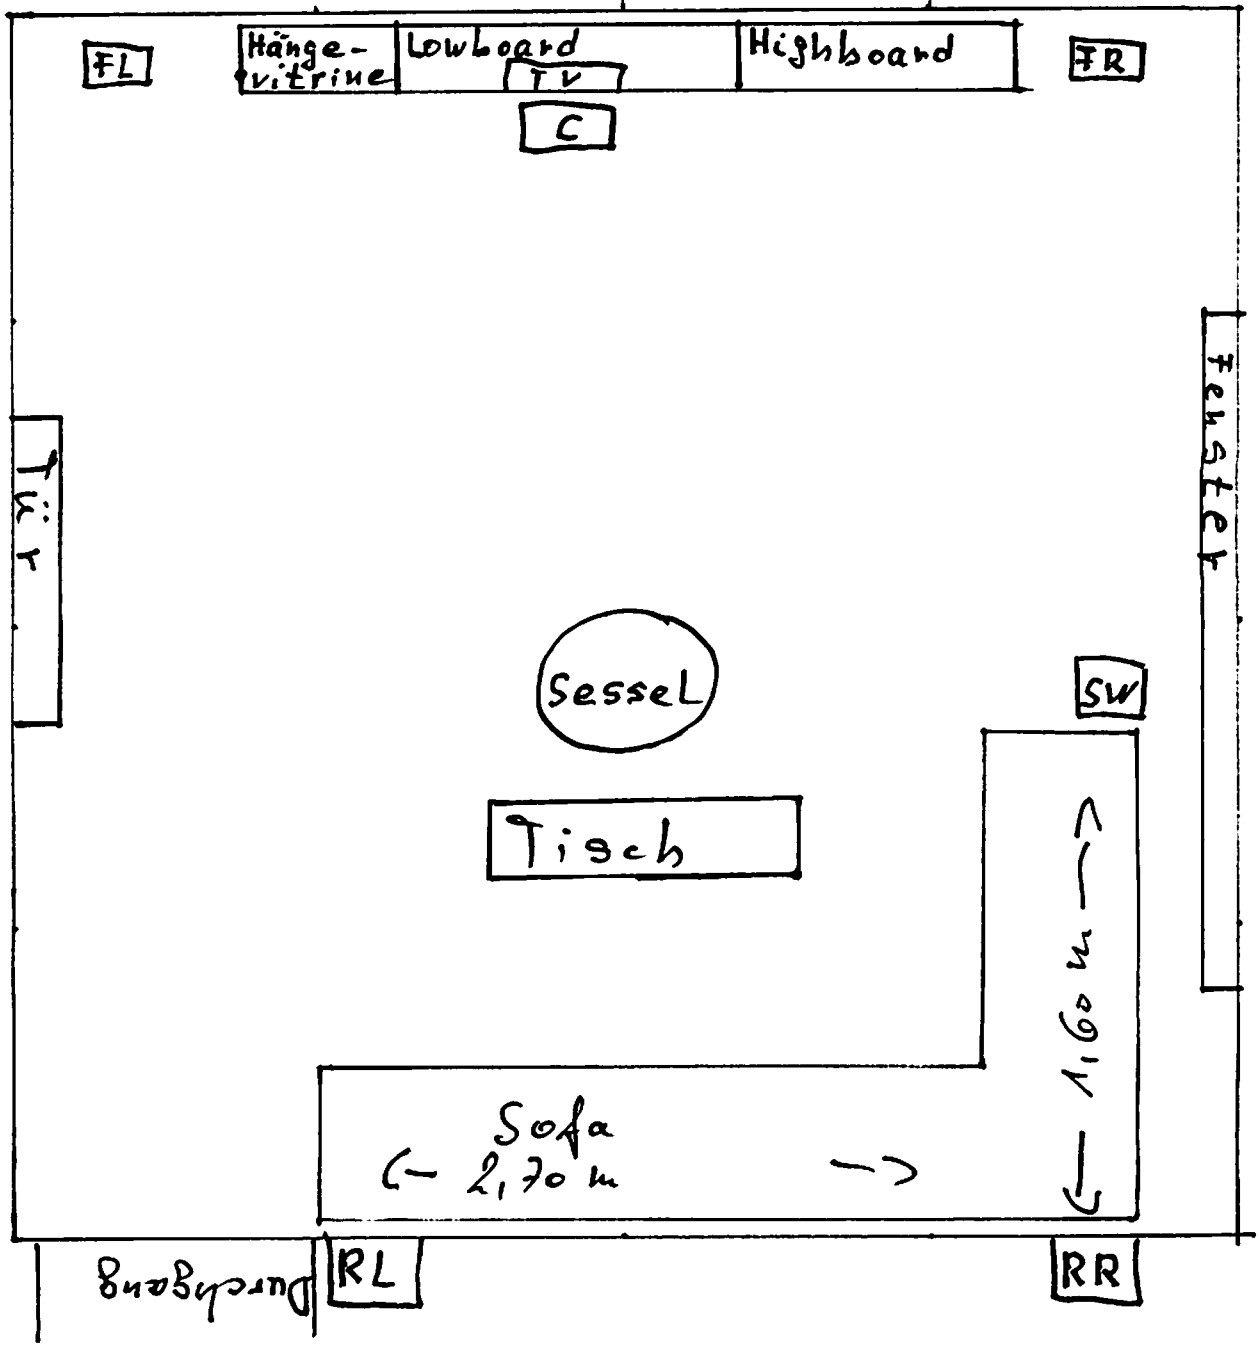 FL
Hänge-
vitrine
Lowboard
TV
Highboard
FR
C
Fenster
Tür
Sessel
SW
Tisch
1,60 m
Sofa
2,70 m
Durchgang
RL
RR